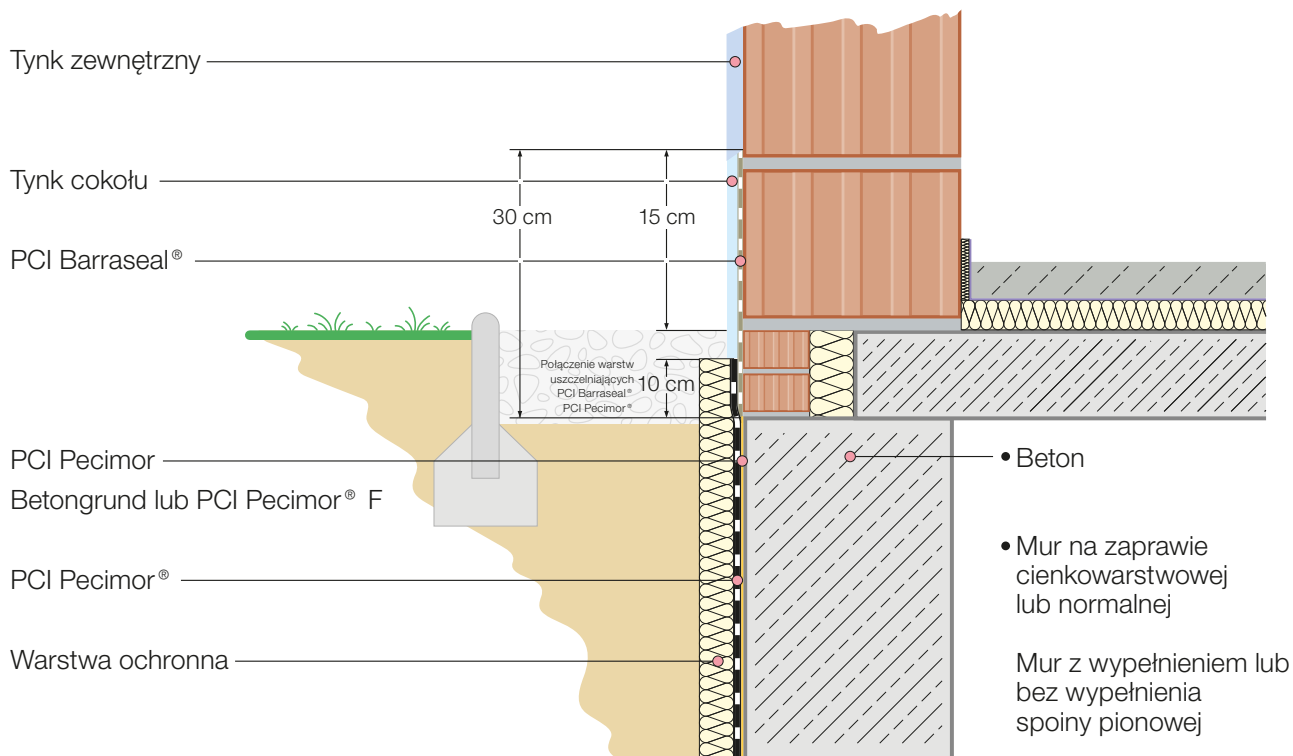 Tynk zewnętrzny
Tynk cokołu
30 cm
15 cm
PCI Barraseal®
Połączenie warstw
uszczelniających
PCI Barraseal®
PCI Pecimor®
10 cm
PCI Pecimor
Betongrund lub PCI Pecimor® F
PCI Pecimor®
Warstwa ochronna
• Beton
• Mur na zaprawie
cienkowarstwowej
lub normalnej
Mur z wypełnieniem lub
bez wypełnienia
spoiny pionowej